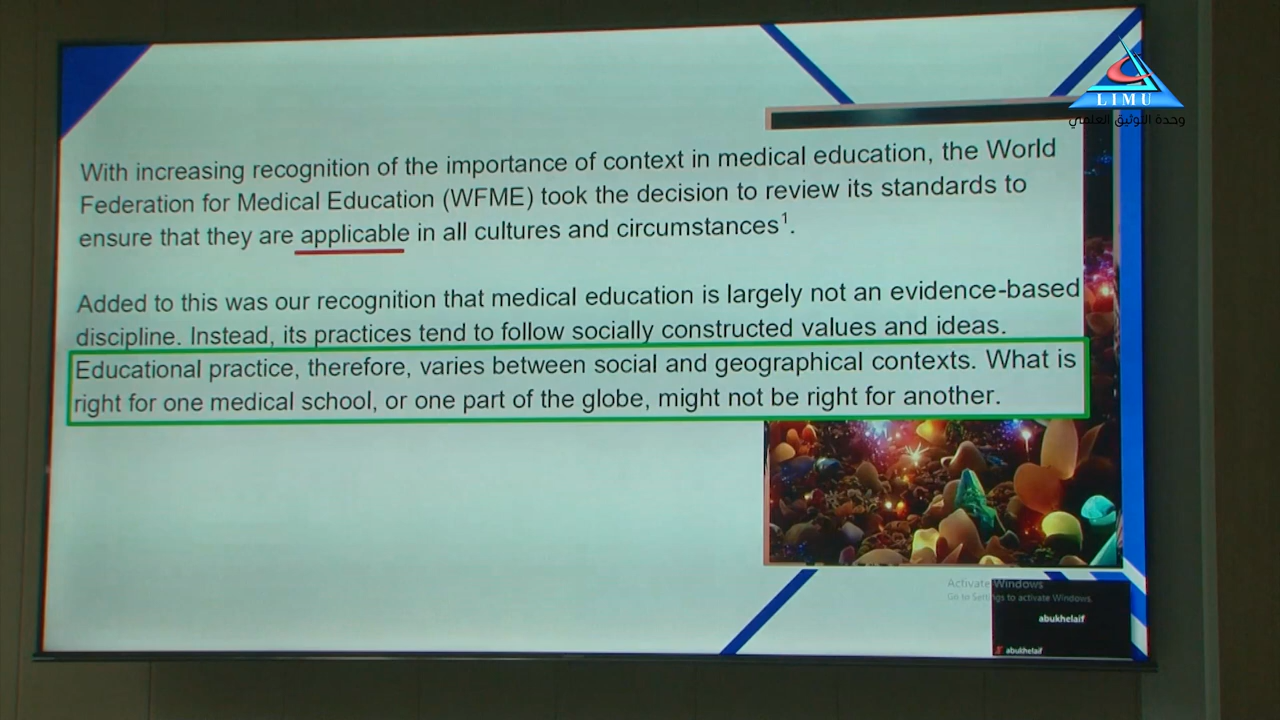 LIMU
وحدة التوثيق العلمي
With increasing recognition of the importance of context in medical education, the World
Federation for Medical Education (WFME) took the decision to review its standards to
ensure that they are applicable in all cultures and circumstances¹.
Added to this was our recognition that medical education is largely not an evidence-based
discipline. Instead, its practices tend to follow socially constructed values and ideas.
Educational practice, therefore, varies between social and geographical contexts. What is
right for one medical school, or one part of the globe, might not be right for another.
Activate Windows
Go to Settings to activate Windows.
abukhelaif
abukhelaif